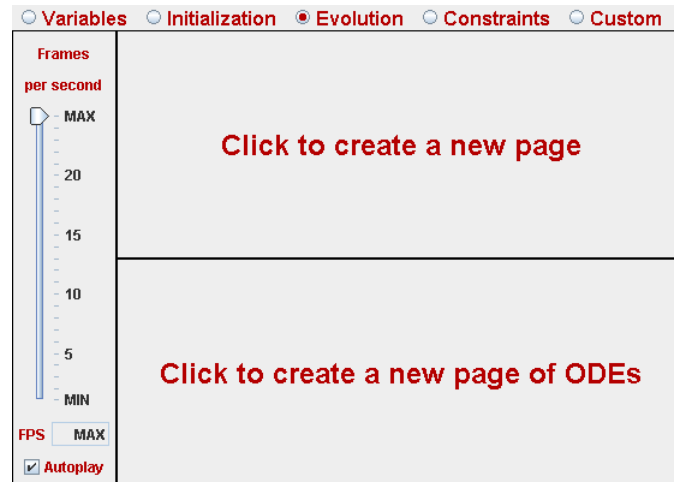 Variables Initialization Evolution Constraints Custom
Frames
per second
MAX
20
15
10
5
MIN
FPS MAX
Autoplay
Click to create a new page
Click to create a new page of ODEs